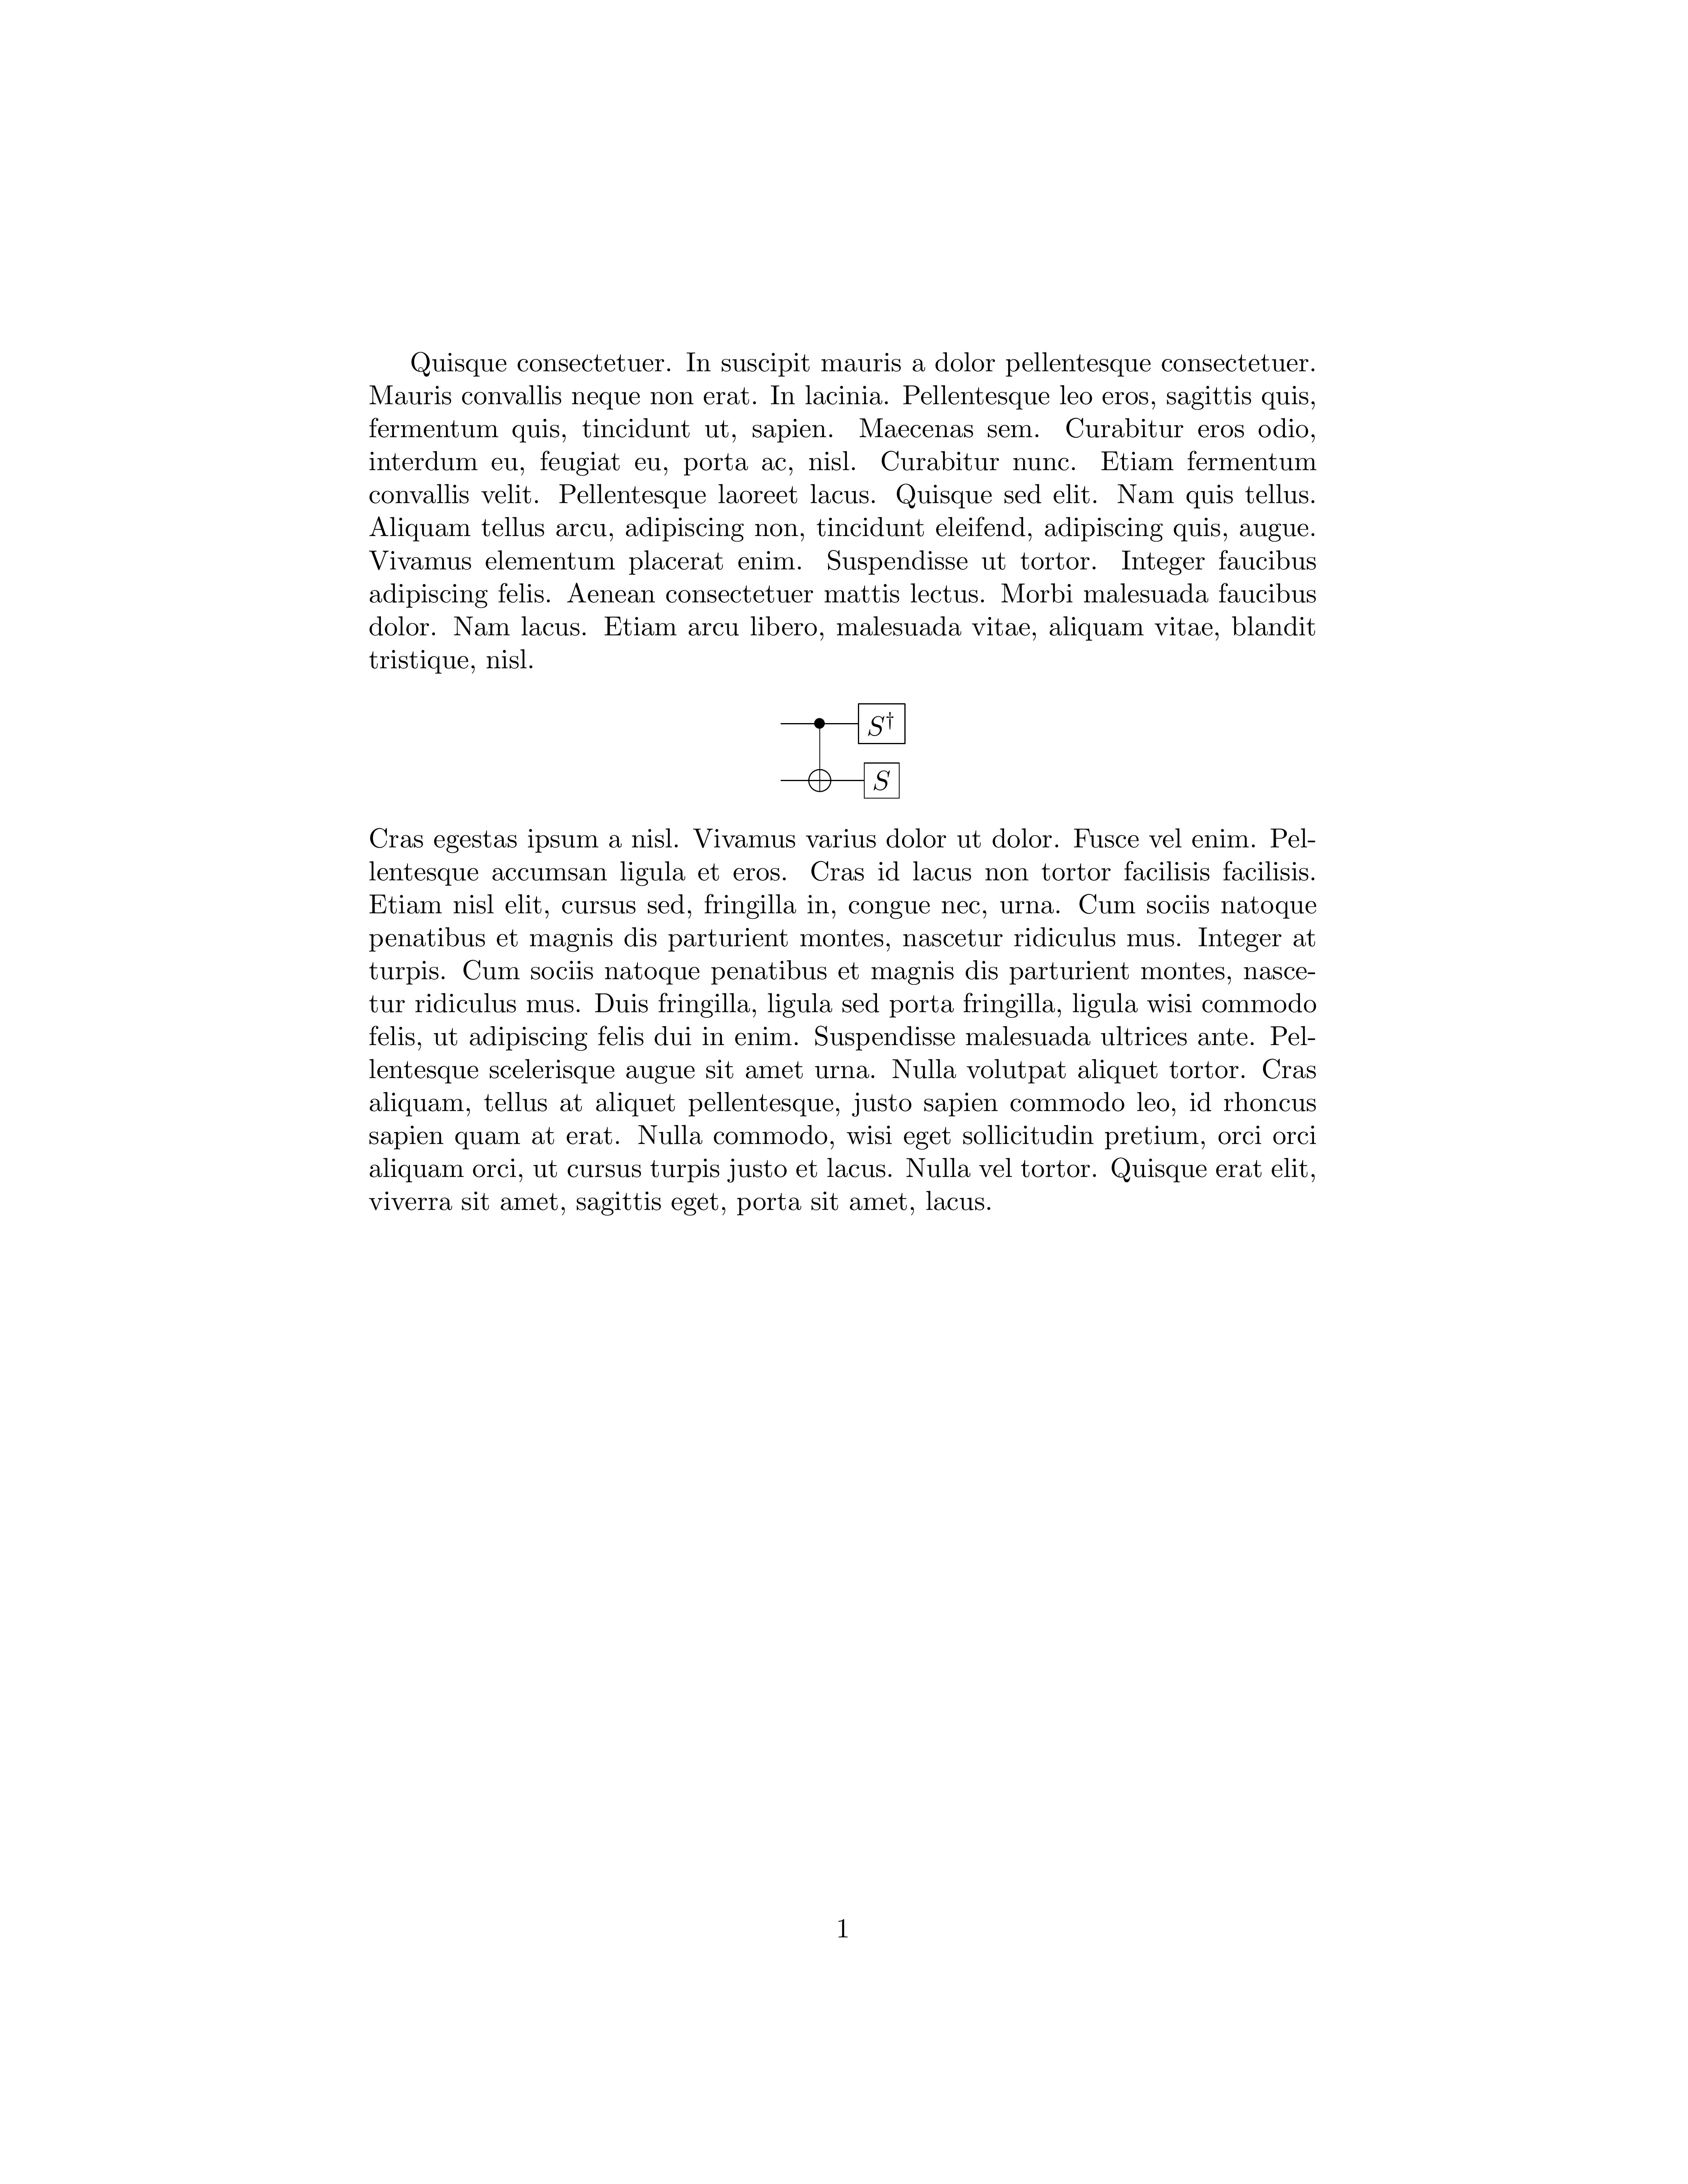 Quisque consectetuer. In suscipit mauris a dolor pellentesque consectetuer.
Mauris convallis neque non erat. In lacinia. Pellentesque leo eros, sagittis quis,
fermentum quis, tincidunt ut, sapien. Maecenas sem. Curabitur eros odio,
interdum eu, feugiat eu, porta ac, nisl. Curabitur nunc. Etiam fermentum
convallis velit. Pellentesque laoreet lacus. Quisque sed elit. Nam quis tellus.
Aliquam tellus arcu, adipiscing non, tincidunt eleifend, adipiscing quis, augue.
Vivamus elementum placerat enim. Suspendisse ut tortor. Integer faucibus
adipiscing felis. Aenean consectetuer mattis lectus. Morbi malesuada faucibus
dolor. Nam lacus. Etiam arcu libero, malesuada vitae, aliquam vitae, blandit
tristique, nisl.
S†
S
Cras egestas ipsum a nisl. Vivamus varius dolor ut dolor. Fusce vel enim. Pel-
lentesque accumsan ligula et eros. Cras id lacus non tortor facilisis facilisis.
Etiam nisl elit, cursus sed, fringilla in, congue nec, urna. Cum sociis natoque
penatibus et magnis dis parturient montes, nascetur ridiculus mus. Integer at
turpis. Cum sociis natoque penatibus et magnis dis parturient montes, nasce-
tur ridiculus mus. Duis fringilla, ligula sed porta fringilla, ligula wisi commodo
felis, ut adipiscing felis dui in enim. Suspendisse malesuada ultrices ante. Pel-
lentesque scelerisque augue sit amet urna. Nulla volutpat aliquet tortor. Cras
aliquam, tellus at aliquet pellentesque, justo sapien commodo leo, id rhoncus
sapien quam at erat. Nulla commodo, wisi eget sollicitudin pretium, orci orci
aliquam orci, ut cursus turpis justo et lacus. Nulla vel tortor. Quisque erat elit,
viverra sit amet, sagittis eget, porta sit amet, lacus.
1